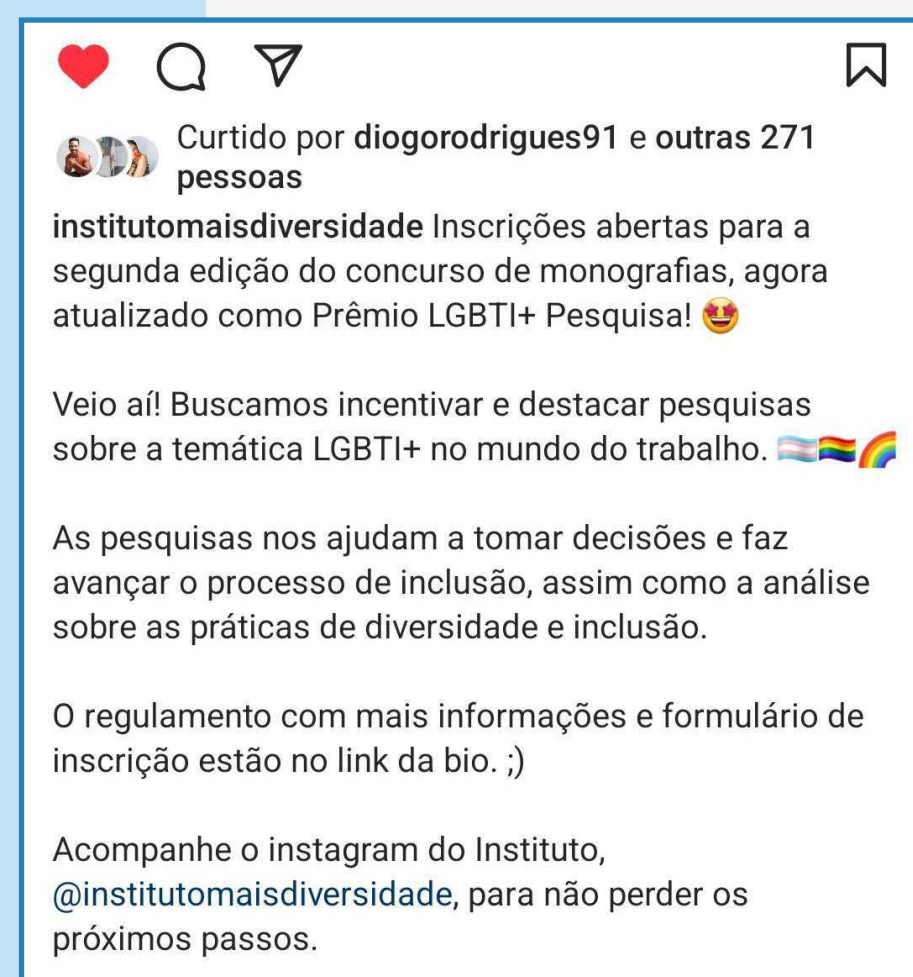 Curtido por diogorodrigues91 e outras 271
pessoas
institutomaisdiversidade Inscrições abertas para a
segunda edição do concurso de monografias, agora
atualizado como Prêmio LGBTI+ Pesquisa! 🤩
Veio aí! Buscamos incentivar e destacar pesquisas
sobre a temática LGBTI+ no mundo do trabalho. 🏳️‍⚧️🏳️‍🌈🌈
As pesquisas nos ajudam a tomar decisões e faz
avançar o processo de inclusão, assim como a análise
sobre as práticas de diversidade e inclusão.
O regulamento com mais informações e formulário de
inscrição estão no link da bio. ;)
Acompanhe o instagram do Instituto,
@institutomaisdiversidade, para não perder os
próximos passos.